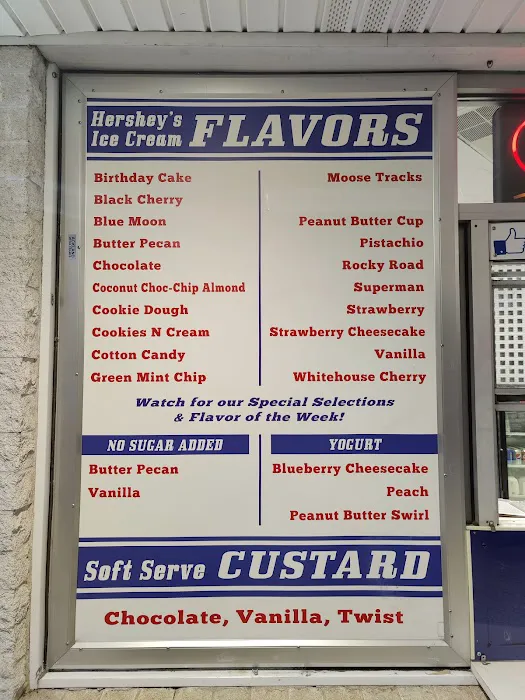 Hershey's
Ice Cream
FLAVORS
Birthday Cake
Black Cherry
Blue Moon
Butter Pecan
Chocolate
Coconut Choc-Chip Almond
Cookie Dough
Cookies N Cream
Cotton Candy
Green Mint Chip
Moose Tracks
Peanut Butter Cup
Pistachio
Rocky Road
Superman
Strawberry
Strawberry Cheesecake
Vanilla
Whitehouse Cherry
Watch for our Special Selections
& Flavor of the Week!
NO SUGAR ADDED
Butter Pecan
Vanilla
YOGURT
Blueberry Cheesecake
Peach
Peanut Butter Swirl
Soft Serve CUSTARD
Chocolate, Vanilla, Twist